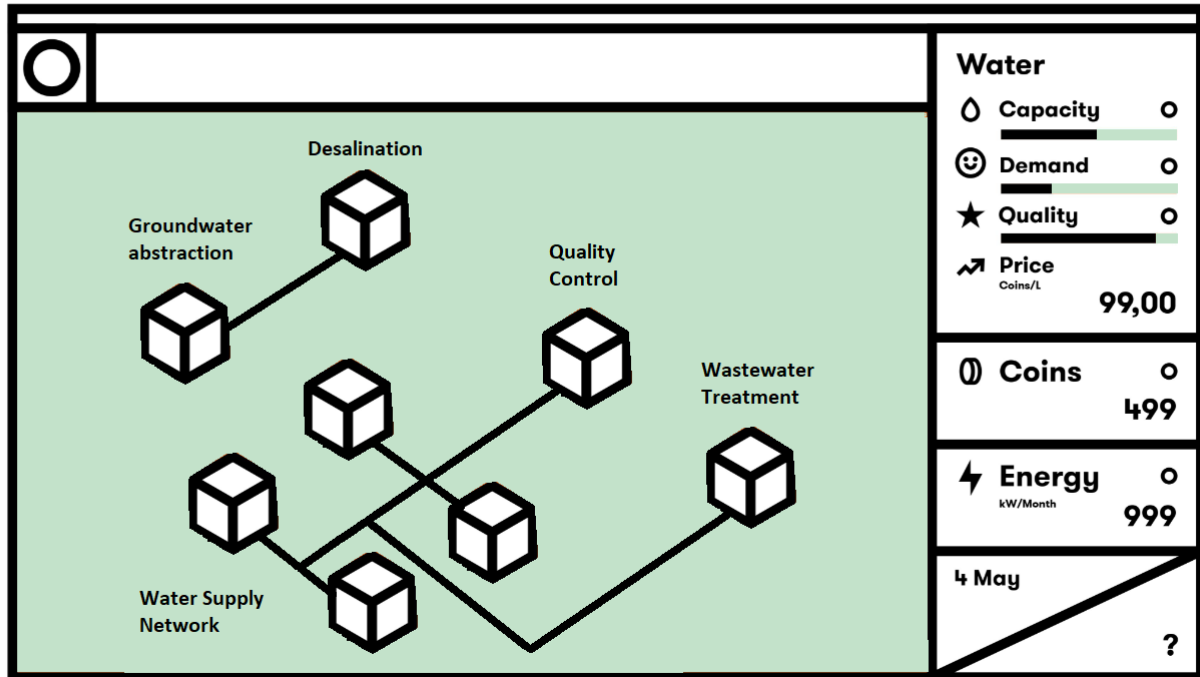 Desalination
Groundwater
abstraction
Quality
Control
Wastewater
Treatment
Water Supply
Network
Water
Capacity
Demand
Quality
Price
Coins/L
99,00
Coins
499
Energy
kW/Month
999
4 May
?